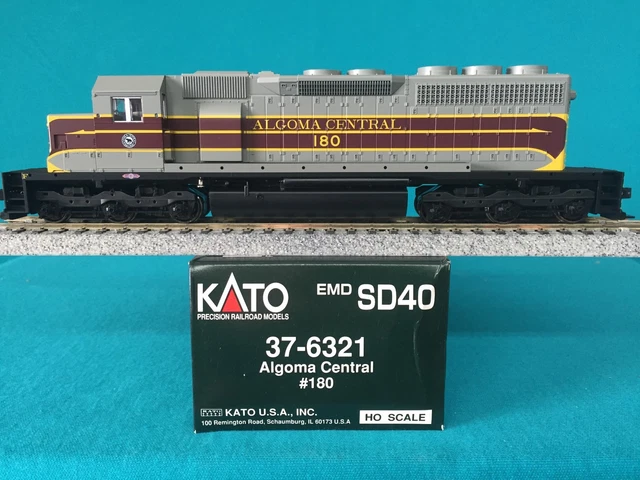 ALGOMA CENTRAL
180
KATO
PRECISION RAILROAD MODELS
EMD SD40
37-6321
Algoma Central
#180
KATO U.S.A., INC.
100 Remington Road, Schaumburg, IL 60173 U.S.A
HO SCALE